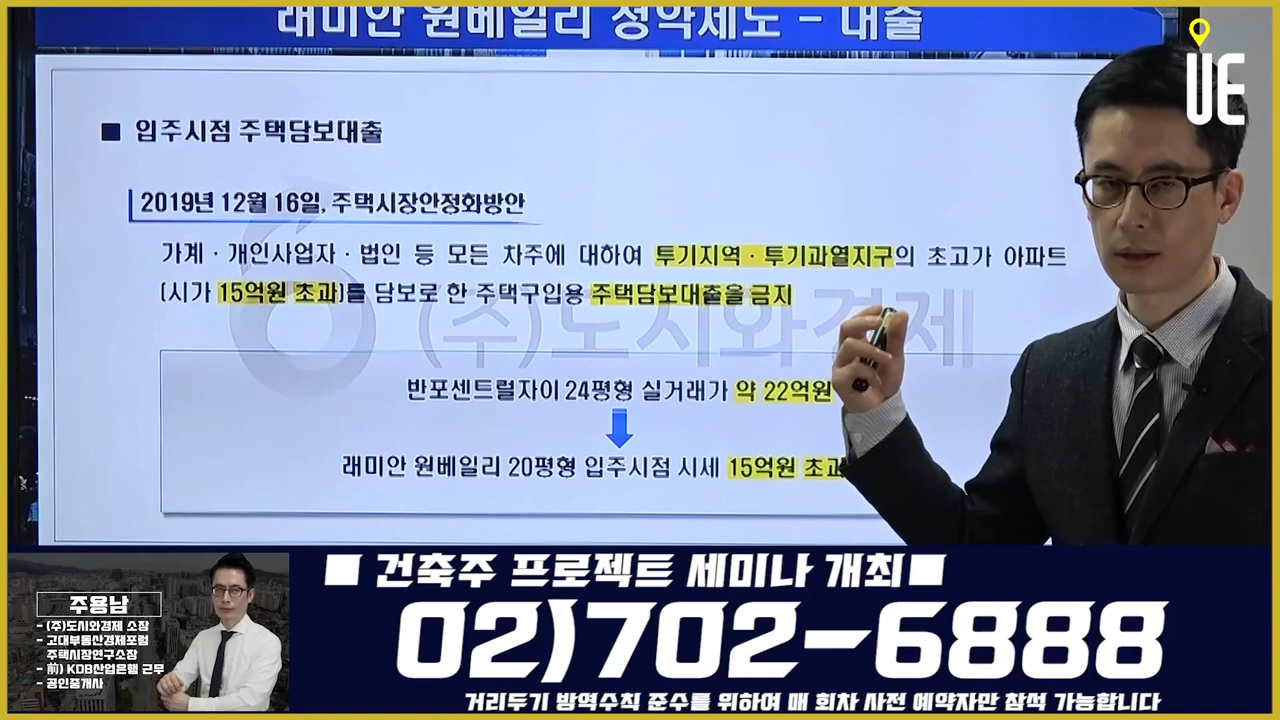 래미안 원베일리 청약제도 - 대출
UE
■ 입주시점 주택담보대출
2019년 12월 16일, 주택시장안정화방안
가계 · 개인사업자 · 법인 등 모든 차주에 대하여 투기지역 · 투기과열지구의 초고가 아파트
(시가 15억원 초과)를 담보로 한 주택구입용 주택담보대출을 금지
(주)도시와경제
반포센트럴자이 24평형 실거래가 약 22억원
래미안 원베일리 20평형 입주시점 시세 15억원 초과
주용남
- (주)도시와경제 소장
- 고대부동산경제포럼
주택시장연구소장
- 前) KDB산업은행 근무
- 공인중개사
■ 건축주 프로젝트 세미나 개최■
02)702-6888
거리두기 방역수칙 준수를 위하여 매 회차 사전 예약자만 참석 가능합니다